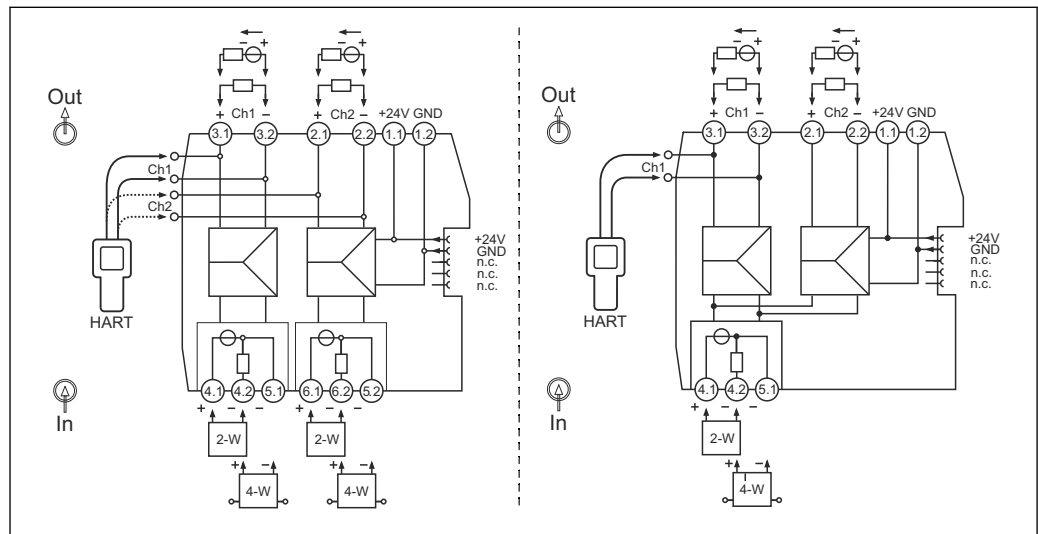 − + − +
+ Ch1 − + Ch2 − +24V GND
3.1 3.2 2.1 2.2 1.1 1.2
Out
Ch1
Ch2
+24V
GND
n.c.
n.c.
n.c.
HART
4.1 4.2 5.1 6.1 6.2 5.2
+ − − + − −
In
2-W 2-W
+ − + −
4-W 4-W
− + − +
+ Ch1 − + Ch2 − +24V GND
3.1 3.2 2.1 2.2 1.1 1.2
Out
Ch1
+24V
GND
n.c.
n.c.
n.c.
HART
4.1 4.2 5.1
+ − −
In
2-W
+ −
4-W